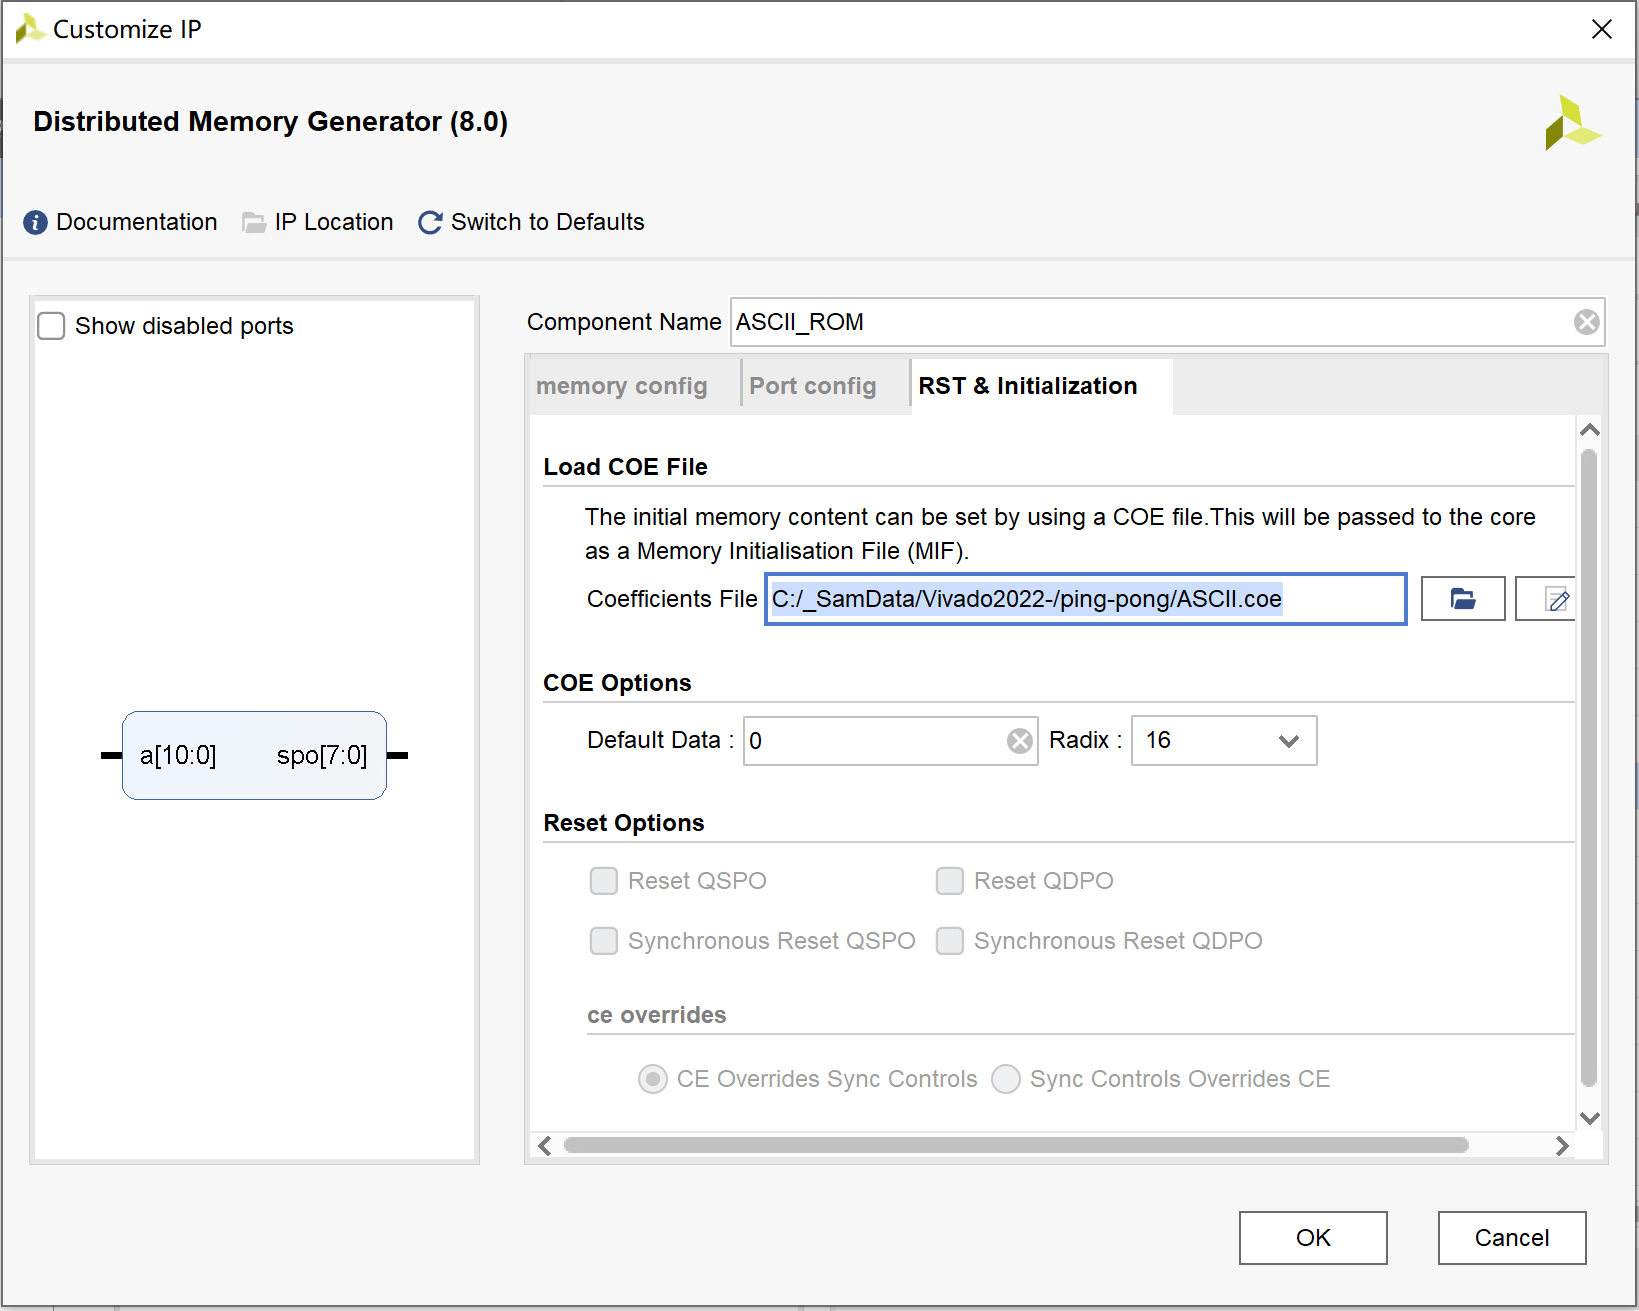 Customize IP
Distributed Memory Generator (8.0)
Documentation IP Location Switch to Defaults
Show disabled ports
a[10:0] spo[7:0]
Component Name ASCII_ROM
memory config Port config RST & Initialization
Load COE File
The initial memory content can be set by using a COE file.This will be passed to the core
as a Memory Initialisation File (MIF).
Coefficients File C:/_SamData/Vivado2022-/ping-pong/ASCII.coe
COE Options
Default Data : 0 Radix : 16
Reset Options
Reset QSPO Reset QDPO
Synchronous Reset QSPO Synchronous Reset QDPO
ce overrides
CE Overrides Sync Controls Sync Controls Overrides CE
OK Cancel